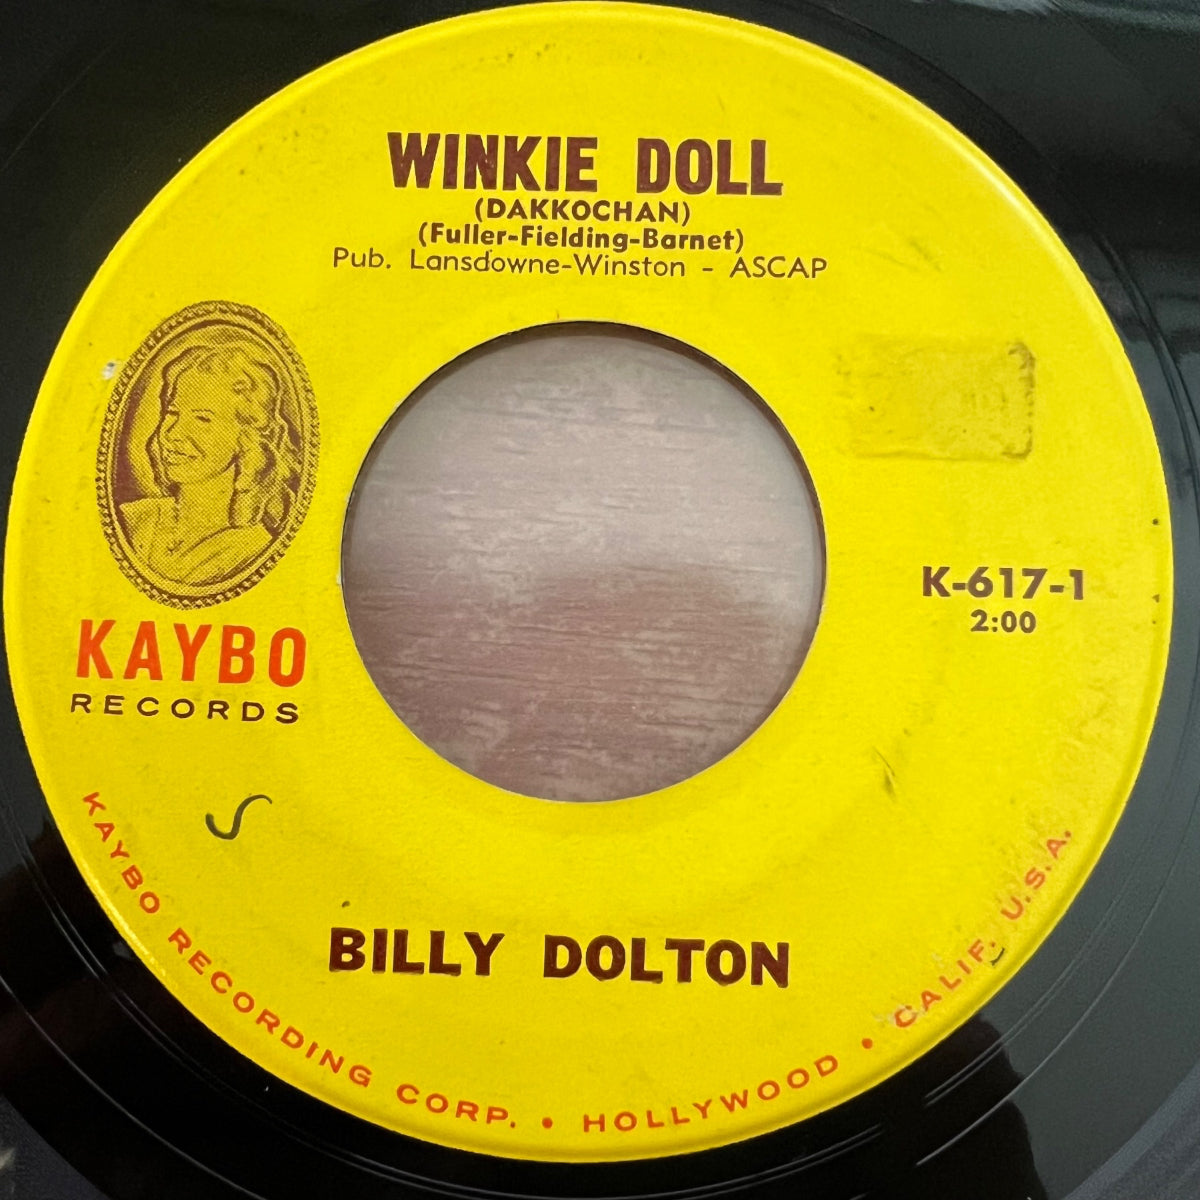 WINKIE DOLL
(DAKKOCHAN)
(Fuller-Fielding-Barnet)
Pub. Lansdowne-Winston - ASCAP
K-617-1
2:00
KAYBO
RECORDS
S
BILLY DOLTON
KAYBO RECORDING CORP. • HOLLYWOOD • CALIF. U.S.A.